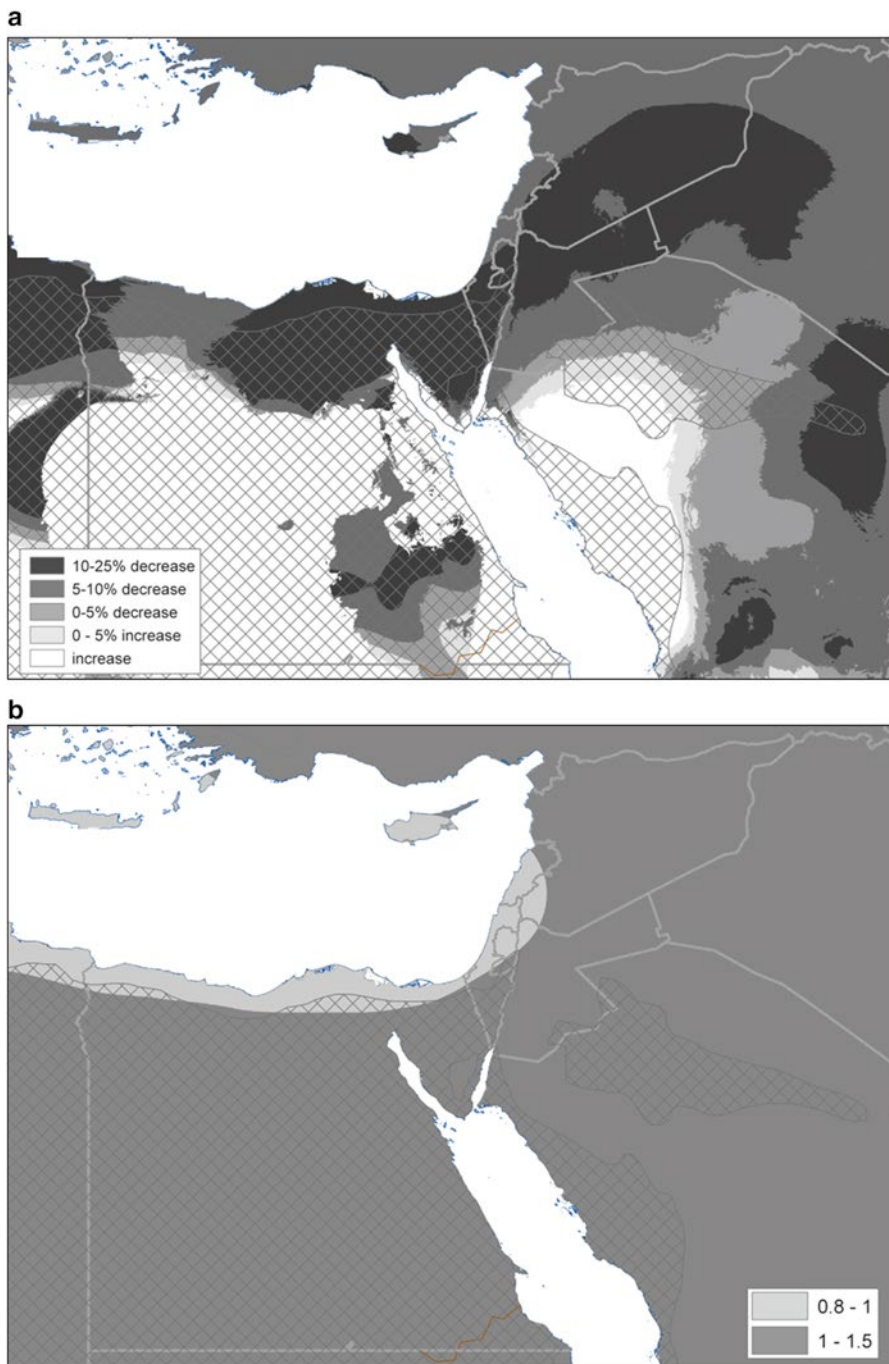 a
10-25% decrease
5-10% decrease
0-5% decrease
0 - 5% increase
increase
b
0.8 - 1
1 - 1.5